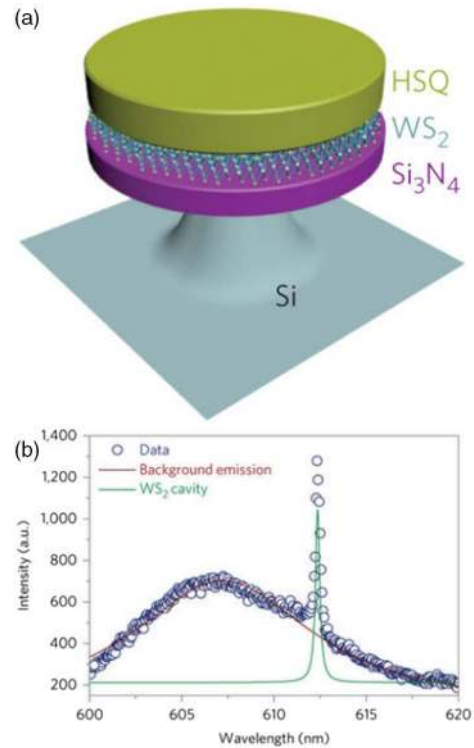 (a)
HSQ
WS₂
Si₃N₄
Si
(b)
1,400
1,200
1,000
800
600
400
200
Data
Background emission
WS₂ cavity
Intensity (a.u.)
600
605
610
615
620
Wavelength (nm)